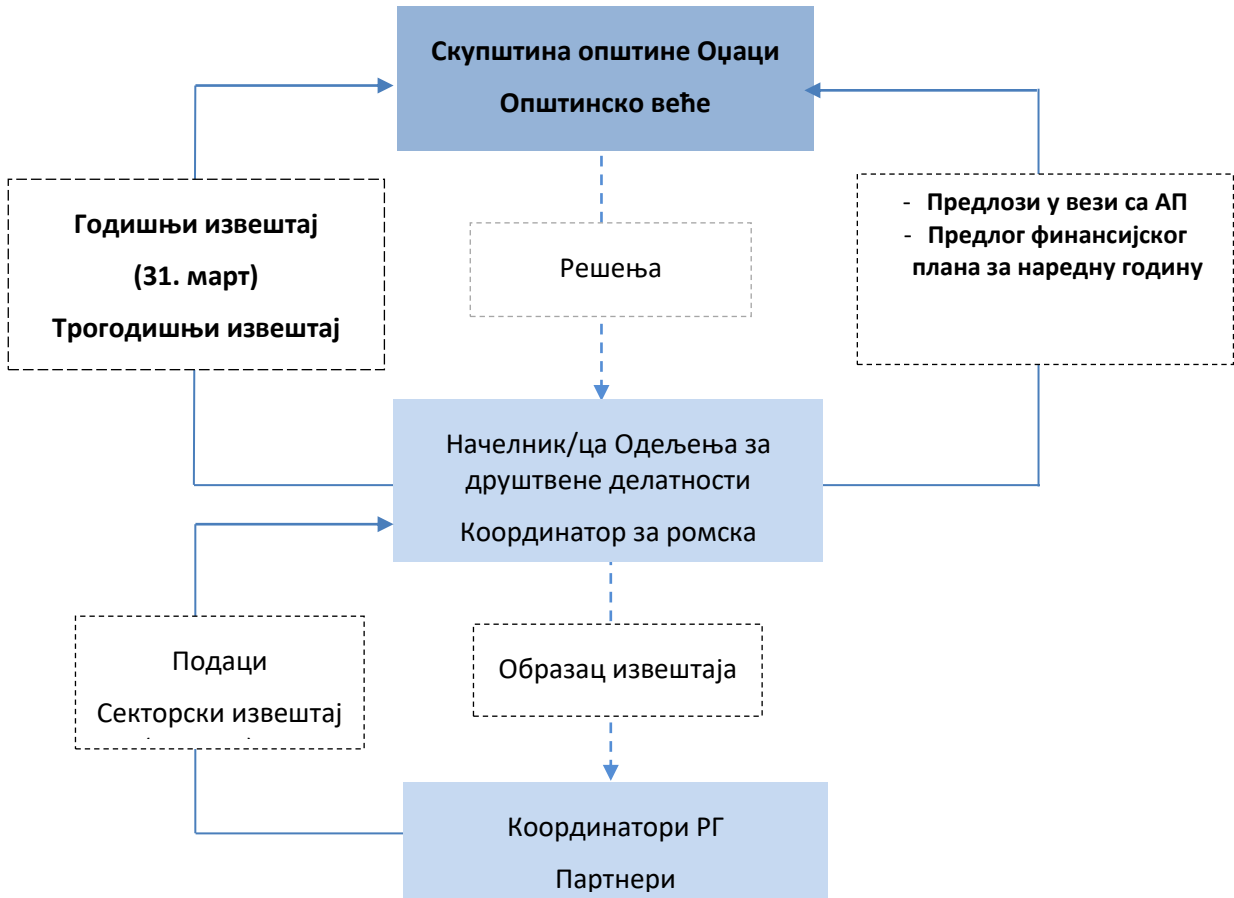 Скупштина општине Оџаци
Општинско веће
Годишњи извештај
(31. март)
Трогодишњи извештај
Решења
- Предлози у вези са АП
- Предлог финансијског
плана за наредну годину
Начелник/ца Одељења за
друштвене делатности
Координатор за ромска
Подаци
Секторски извештај
Образац извештаја
Координатори РГ
Партнери